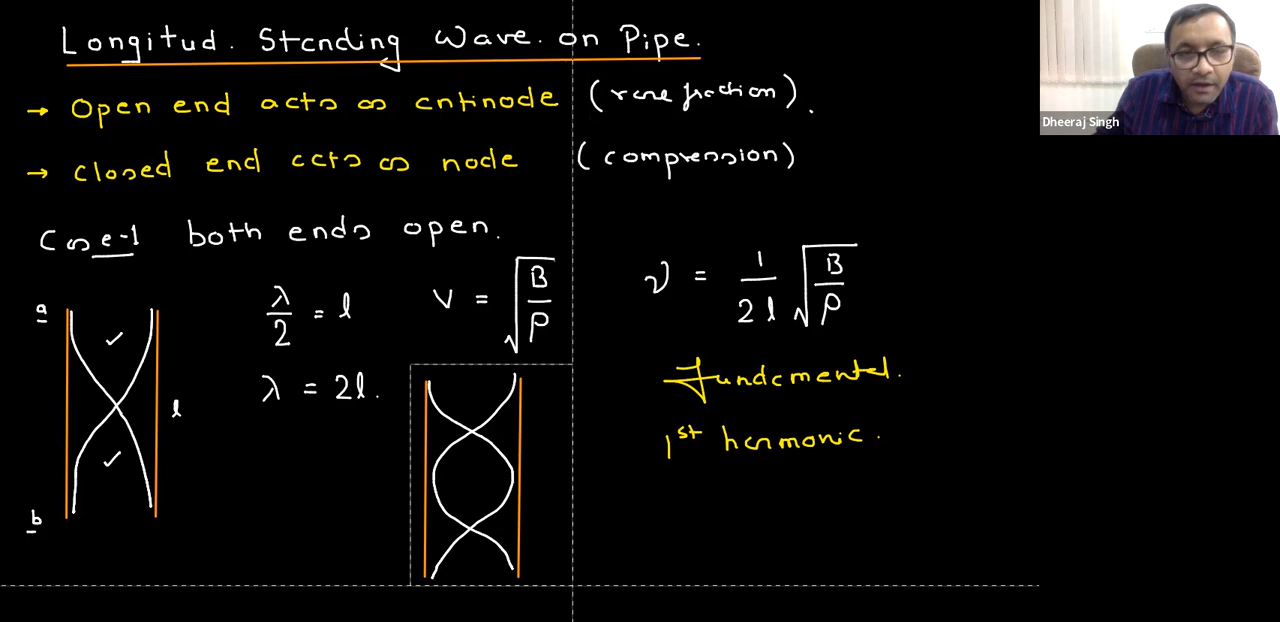 Longitud. Standing Wave on Pipe.
→ Open end acts as antinode (rarefraction).
→ closed end acts as node (compression)
Case-1 both ends open.
a
λ/2 = l
v = √(B/ρ)
ν = 1/2l √(B/ρ)
λ = 2l.
l
b
fundamental.
1st harmonic.
Dheeraj Singh